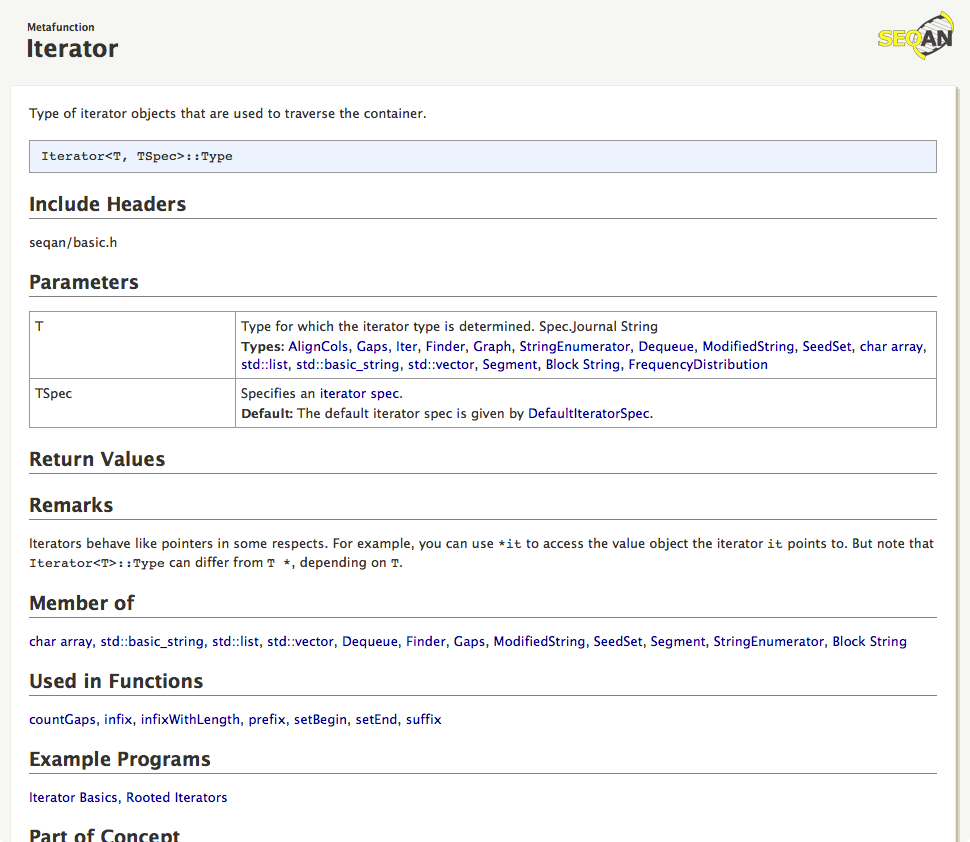 Metafunction
Iterator
SEQAN
Type of iterator objects that are used to traverse the container.
Iterator<T, TSpec>::Type
Include Headers
seqan/basic.h
Parameters
T
Type for which the iterator type is determined. Spec.Journal String
Types: AlignCols, Gaps, Iter, Finder, Graph, StringEnumerator, Dequeue, ModifiedString, SeedSet, char array,
std::list, std::basic_string, std::vector, Segment, Block String, FrequencyDistribution
TSpec
Specifies an iterator spec.
Default: The default iterator spec is given by DefaultIteratorSpec.
Return Values
Remarks
Iterators behave like pointers in some respects. For example, you can use *it to access the value object the iterator it points to. But note that
Iterator<T>::Type can differ from T *, depending on T.
Member of
char array, std::basic_string, std::list, std::vector, Dequeue, Finder, Gaps, ModifiedString, SeedSet, Segment, StringEnumerator, Block String
Used in Functions
countGaps, infix, infixWithLength, prefix, setBegin, setEnd, suffix
Example Programs
Iterator Basics, Rooted Iterators
Part of Concept